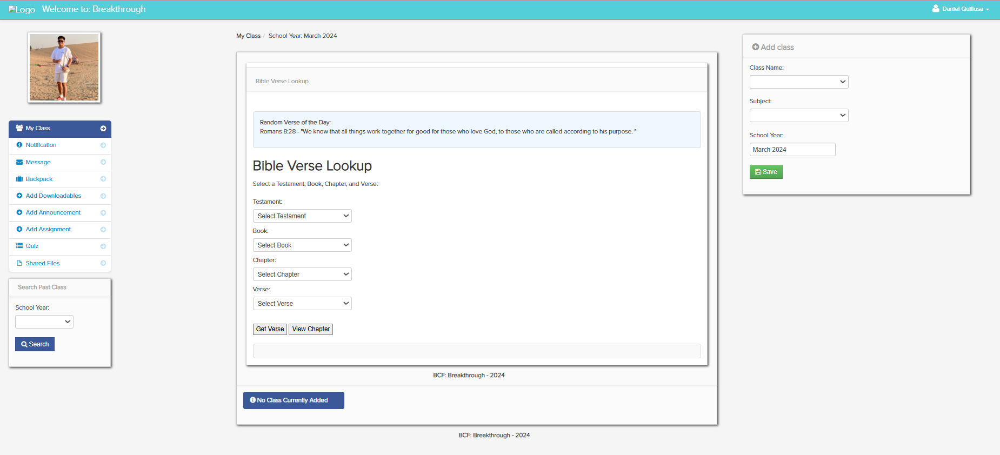 Logo Welcome to: Breakthrough
Daniel Quillosa
My Class
Notification
Message
Backpack
Add Downloadables
Add Announcement
Add Assignment
Quiz
Shared Files
Search Past Class
School Year:
Search
My Class / School Year: March 2024
Bible Verse Lookup
Random Verse of the Day:
Romans 8:28 - "We know that all things work together for good for those who love God, to those who are called according to his purpose. "
Bible Verse Lookup
Select a Testament, Book, Chapter, and Verse:
Testament:
Select Testament
Book:
Select Book
Chapter:
Select Chapter
Verse:
Select Verse
Get Verse View Chapter
BCF: Breakthrough - 2024
No Class Currently Added
BCF: Breakthrough - 2024
Add class
Class Name:
Subject:
School Year:
March 2024
Save